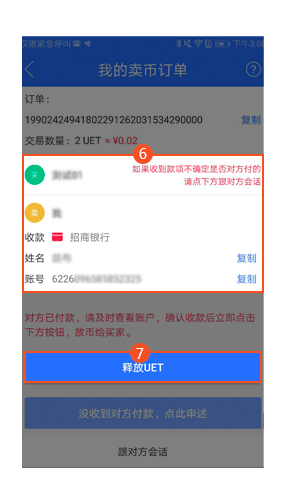 仅限紧急呼叫 下午3:08
我的卖币订单
订单：
1990242494180229126203153429000​0 复制
交易数量：2 UET ≈ ¥0.02
6
买 测试01 如果收到款项不确定是否对方付的
请点下方跟对方会话
卖
收款 招商银行
姓名 复制
账号 6226 复制
对方已付款，请及时查看账户，确认收款后立即点击
下方按钮，放币给买家。
7
释放UET
没收到对方付款，点此申述
跟对方会话